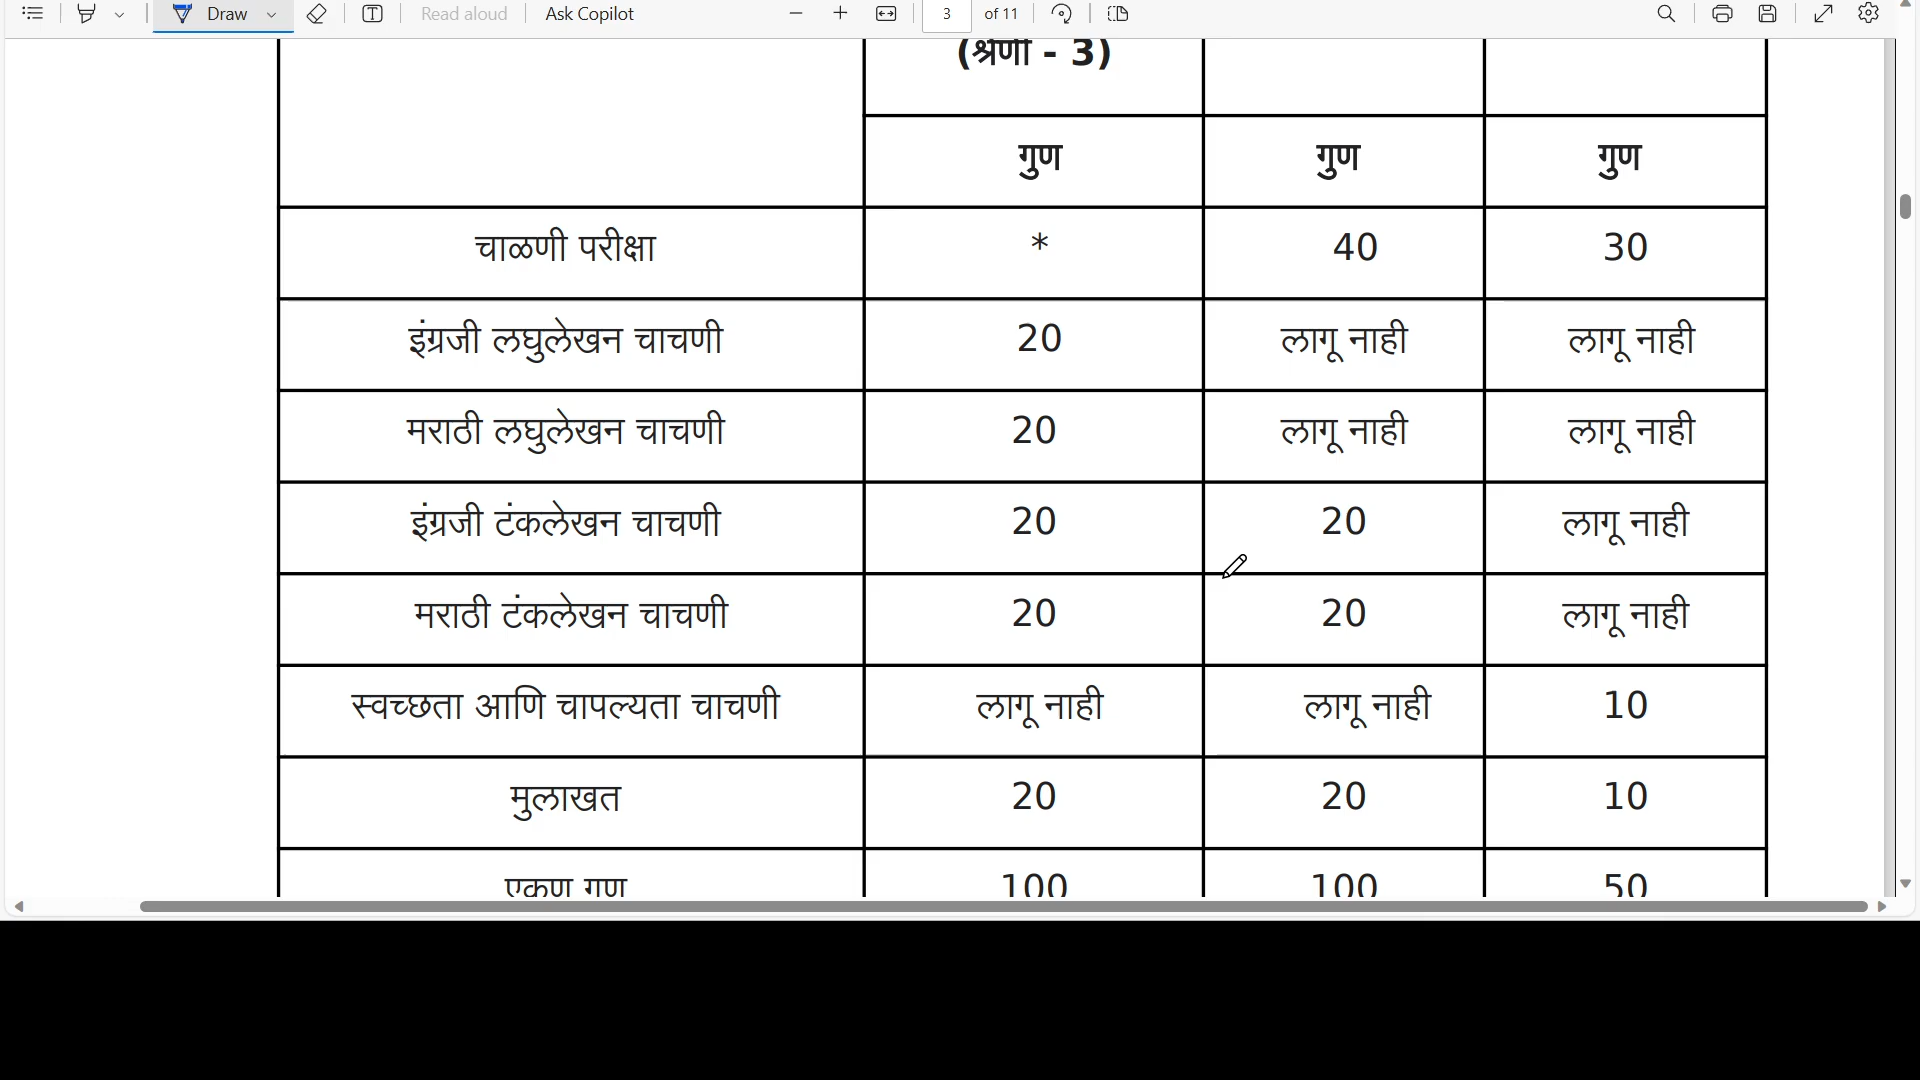 Draw
Read aloud
Ask Copilot
3 of 11
(श्रेणी - 3)
गुण गुण गुण
चाळणी परीक्षा * 40 30
इंग्रजी लघुलेखन चाचणी 20 लागू नाही लागू नाही
मराठी लघुलेखन चाचणी 20 लागू नाही लागू नाही
इंग्रजी टंकलेखन चाचणी 20 20 लागू नाही
मराठी टंकलेखन चाचणी 20 20 लागू नाही
स्वच्छता आणि चापल्यता चाचणी लागू नाही लागू नाही 10
मुलाखत 20 20 10
एकूण गुण 100 100 50